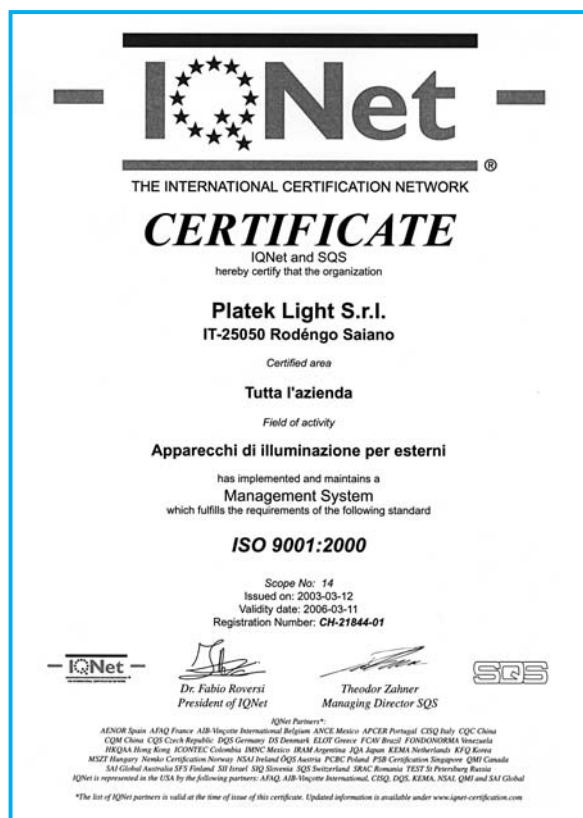 IQNet
®
THE INTERNATIONAL CERTIFICATION NETWORK
CERTIFICATE
IQNet and SQS
hereby certify that the organization
Platek Light S.r.l.
IT-25050 Rodéngo Saiano
Certified area
Tutta l'azienda
Field of activity
Apparecchi di illuminazione per esterni
has implemented and maintains a
Management System
which fulfills the requirements of the following standard
ISO 9001:2000
Scope No: 14
Issued on: 2003-03-12
Validity date: 2006-03-11
Registration Number: CH-21844-01
IQNet
THE INTERNATIONAL CERTIFICATION NETWORK
Dr. Fabio Roversi
President of IQNet
Theodor Zahner
Managing Director SQS
SQS
IQNet Partners*:
AENOR Spain AFAQ France AIB-Vinçotte International Belgium ANCE Mexico APCER Portugal CISQ Italy CQC China
CQM China CQS Czech Republic DQS Germany DS Denmark ELOT Greece FCAV Brazil FONDONORMA Venezuela
HKQAA Hong Kong ICONTEC Colombia IMNC Mexico IRAM Argentina JQA Japan KEMA Netherlands KFQ Korea
MSZT Hungary Nemko Certification Norway NSAI Ireland ÖQS Austria PCBC Poland PSB Certification Singapore QMI Canada
SAI Global Australia SFS Finland SII Israel SIQ Slovenia SQS Switzerland SRAC Romania TEST St Petersburg Russia
IQNet is represented in the USA by the following partners: AFAQ, AIB-Vinçotte International, CISQ, DQS, KEMA, NSAI, QMI and SAI Global
*The list of IQNet partners is valid at the time of issue of this certificate. Updated information is available under www.iqnet-certification.com